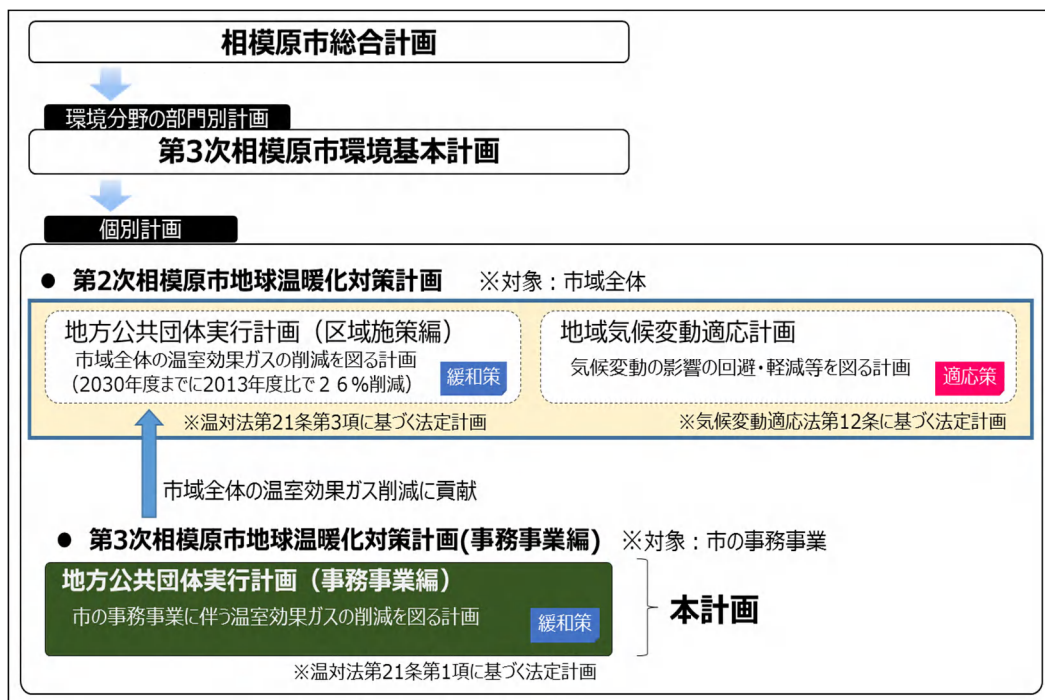 相模原市総合計画
環境分野の部門別計画
第3次相模原市環境基本計画
個別計画
● 第2次相模原市地球温暖化対策計画 ※対象：市域全体
地方公共団体実行計画（区域施策編）
市域全体の温室効果ガスの削減を図る計画
（2030年度までに2013年度比で２６%削減）
緩和策
※温対法第21条第3項に基づく法定計画
地域気候変動適応計画
気候変動の影響の回避・軽減等を図る計画
適応策
※気候変動適応法第12条に基づく法定計画
市域全体の温室効果ガス削減に貢献
● 第3次相模原市地球温暖化対策計画(事務事業編) ※対象：市の事務事業
地方公共団体実行計画（事務事業編）
市の事務事業に伴う温室効果ガスの削減を図る計画
緩和策
本計画
※温対法第21条第1項に基づく法定計画